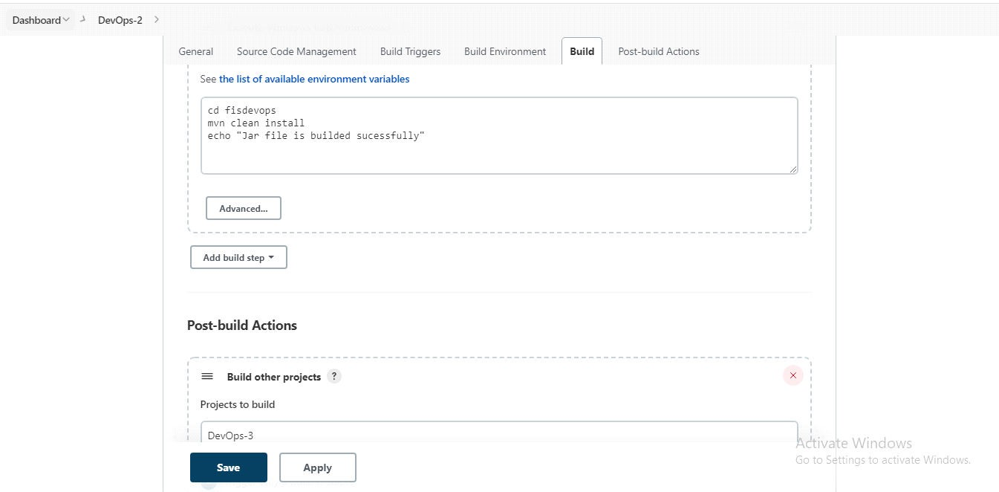 Dashboard
DevOps-2
General Source Code Management Build Triggers Build Environment Build Post-build Actions
See the list of available environment variables
cd fisdevops
mvn clean install
echo "Jar file is builded sucessfully"
Advanced...
Add build step
Post-build Actions
Build other projects ?
Projects to build
DevOps-3
Save Apply
Activate Windows
Go to Settings to activate Windows.